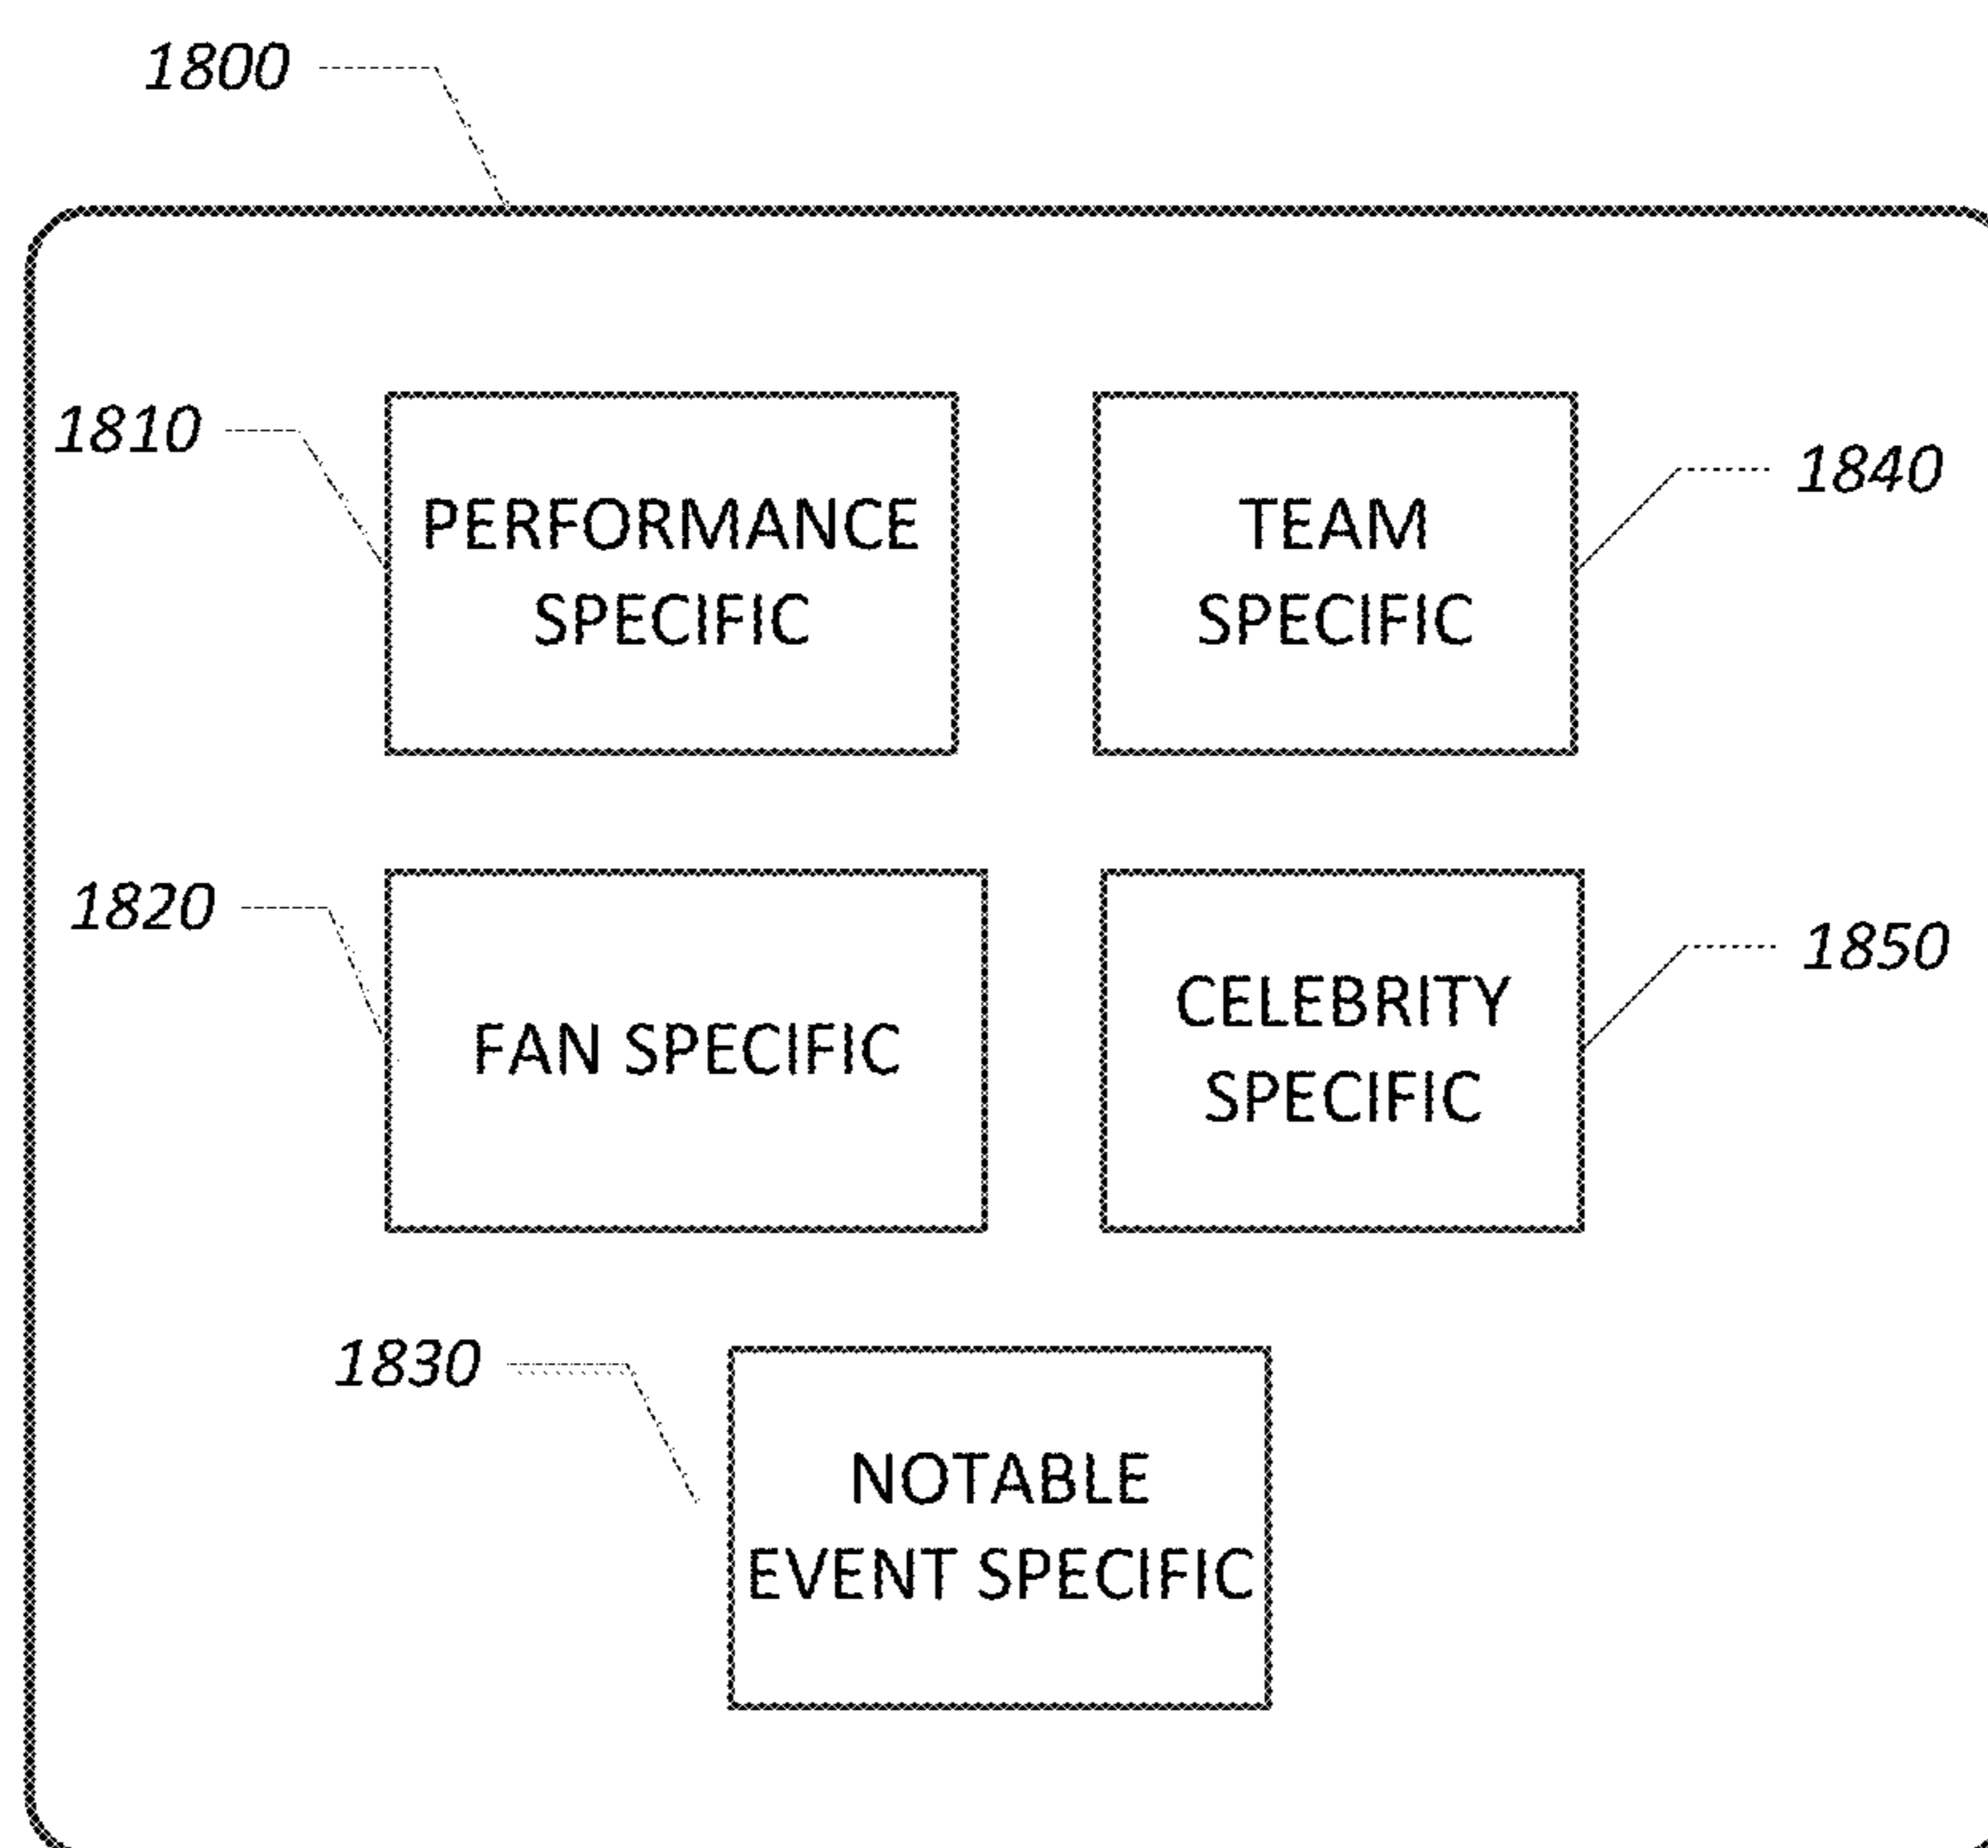 1800
1810
PERFORMANCE
SPECIFIC
TEAM
SPECIFIC
1840
1820
FAN SPECIFIC
CELEBRITY
SPECIFIC
1850
1830
NOTABLE
EVENT SPECIFIC